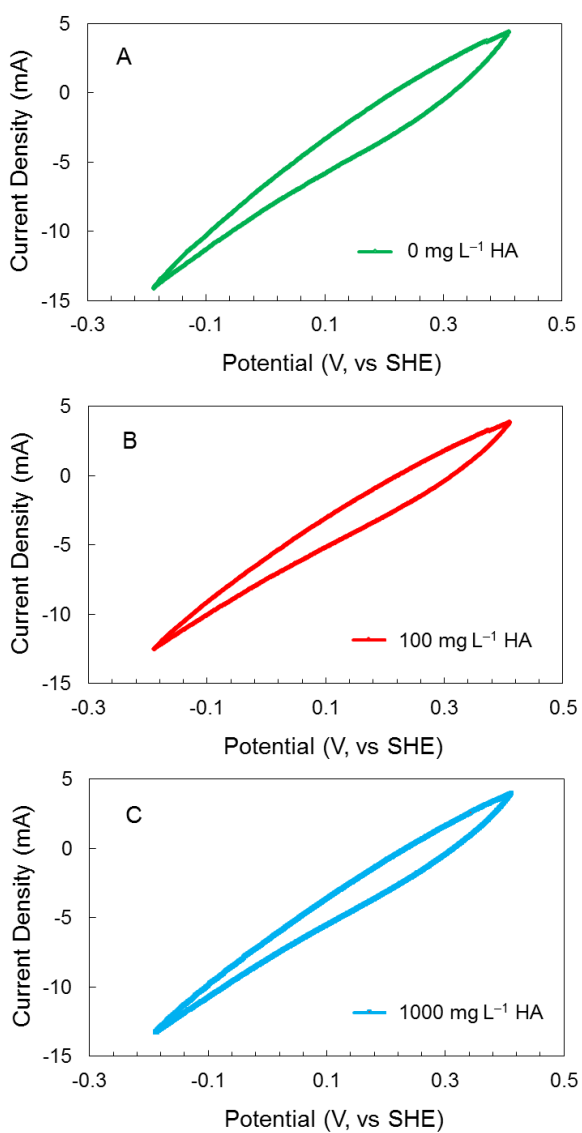 A
Current Density (mA)
5
0
-5
-10
-15
0 mg L⁻¹ HA
-0.3 -0.1 0.1 0.3 0.5
Potential (V, vs SHE)
B
Current Density (mA)
5
0
-5
-10
-15
100 mg L⁻¹ HA
-0.3 -0.1 0.1 0.3 0.5
Potential (V, vs SHE)
C
Current Density (mA)
5
0
-5
-10
-15
1000 mg L⁻¹ HA
-0.3 -0.1 0.1 0.3 0.5
Potential (V, vs SHE)